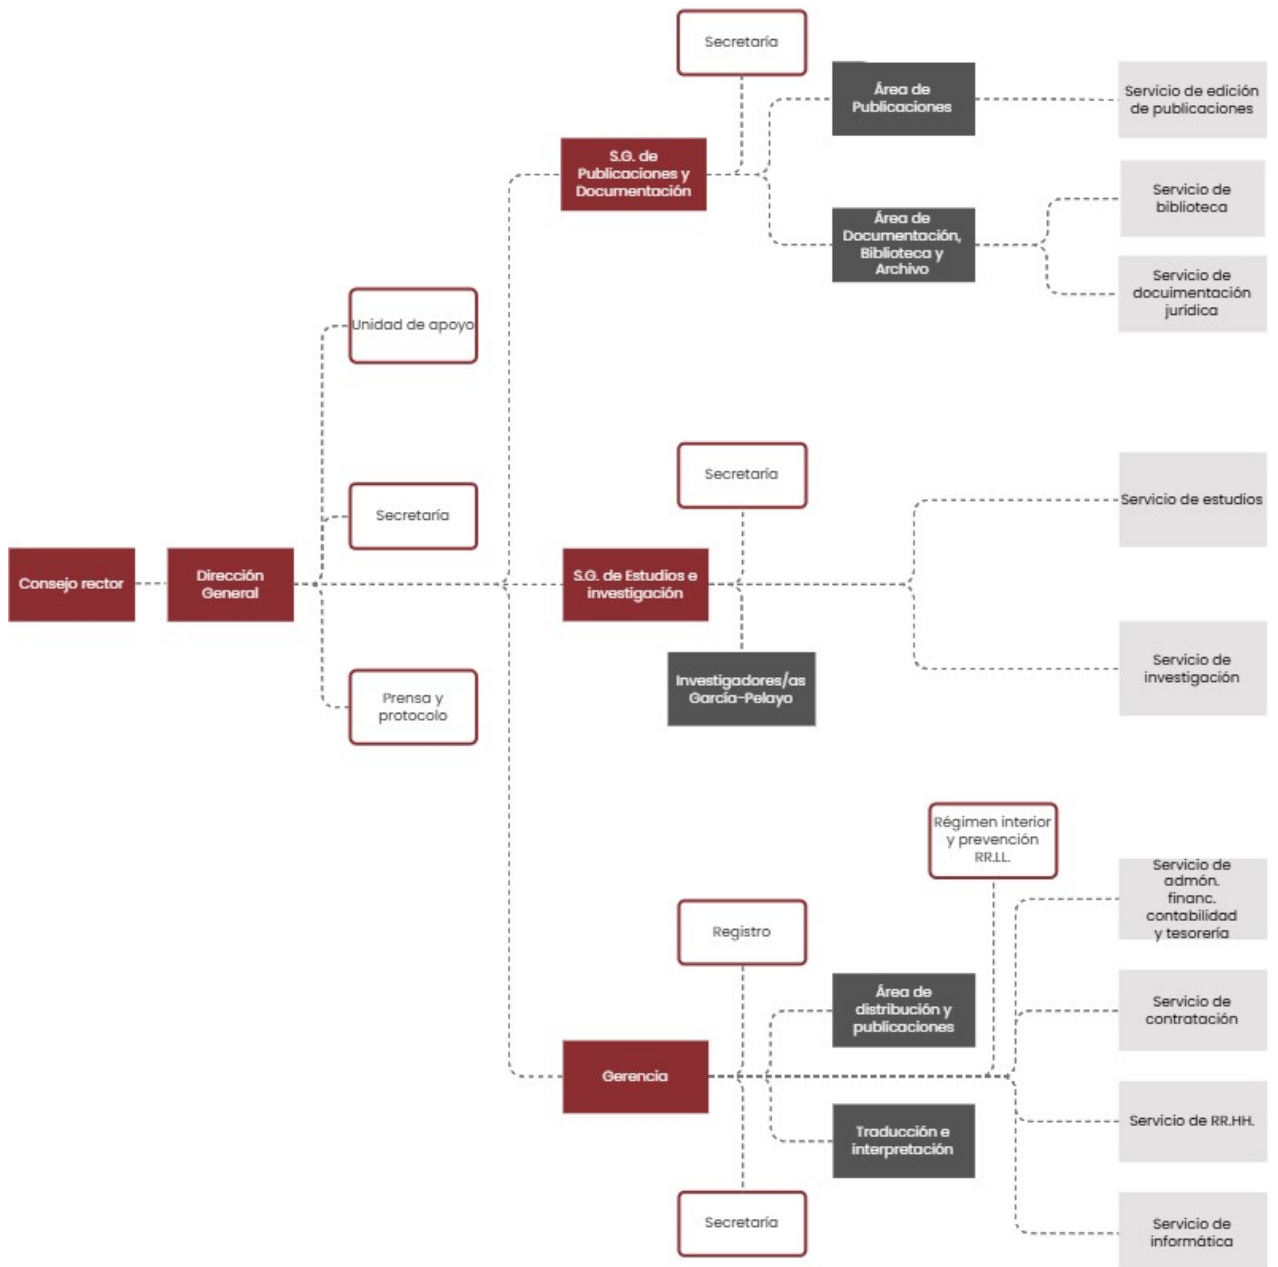 Secretaría
Área de
Publicaciones
Servicio de edición
de publicaciones
S.G. de
Publicaciones y
Documentación
Servicio de
biblioteca
Área de
Documentación,
Biblioteca y
Archivo
Servicio de
docuimentación
jurídica
Unidad de apoyo
Secretaría
Servicio de estudios
Secretaría
Consejo rector
Dirección
General
S.G. de Estudios e
investigación
Servicio de
investigación
Investigadores/as
García-Pelayo
Prensa y
protocolo
Régimen interior
y prevención
RR.LL.
Servicio de
admón.
financ.
contabilidad
y tesorería
Registro
Área de
distribución y
publicaciones
Servicio de
contratación
Gerencia
Traducción e
interpretación
Servicio de RR.HH.
Secretaría
Servicio de
informática